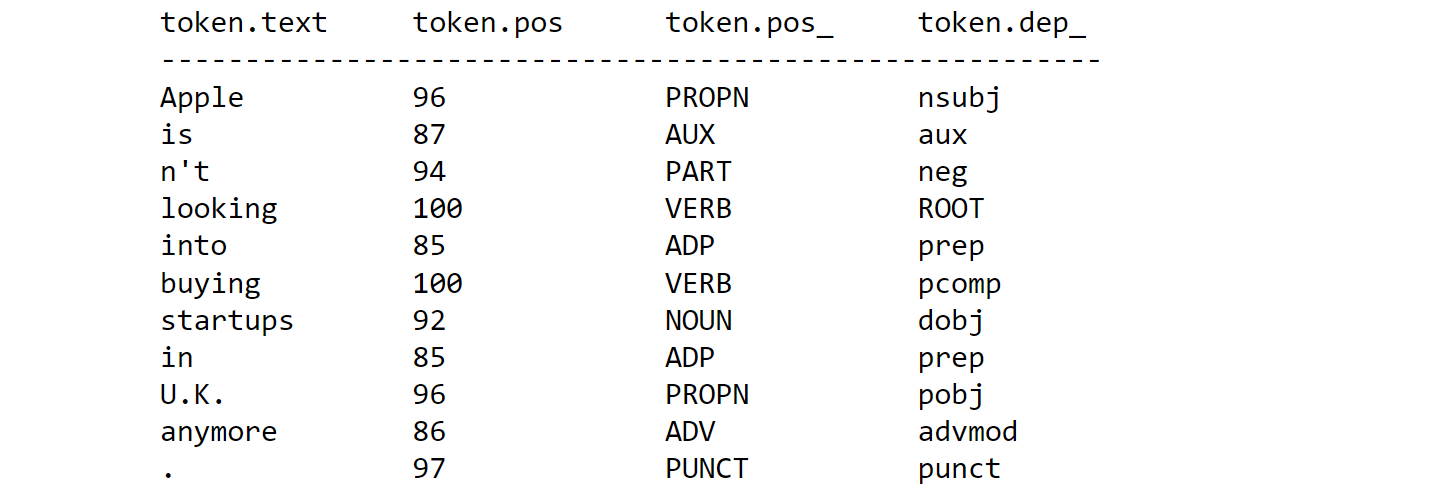 token.text     token.pos      token.pos_     token.dep_
--------------------------------------------------------
Apple          96             PROPN          nsubj
is             87             AUX            aux
n't            94             PART           neg
looking        100            VERB           ROOT
into           85             ADP            prep
buying         100            VERB           pcomp
startups       92             NOUN           dobj
in             85             ADP            prep
U.K.           96             PROPN          pobj
anymore        86             ADV            advmod
.              97             PUNCT          punct